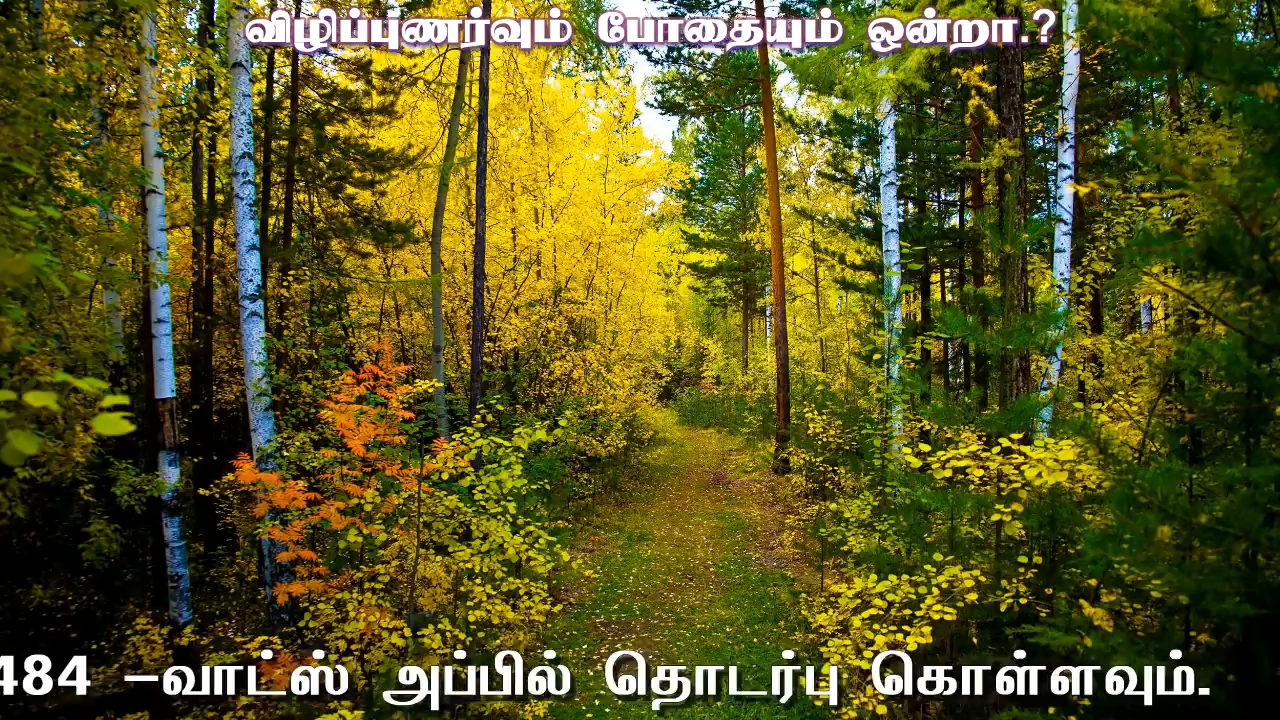 விழிப்புணர்வும் போதையும் ஒன்றா.?
484 –வாட்ஸ் அப்பில் தொடர்பு கொள்ளவும்.